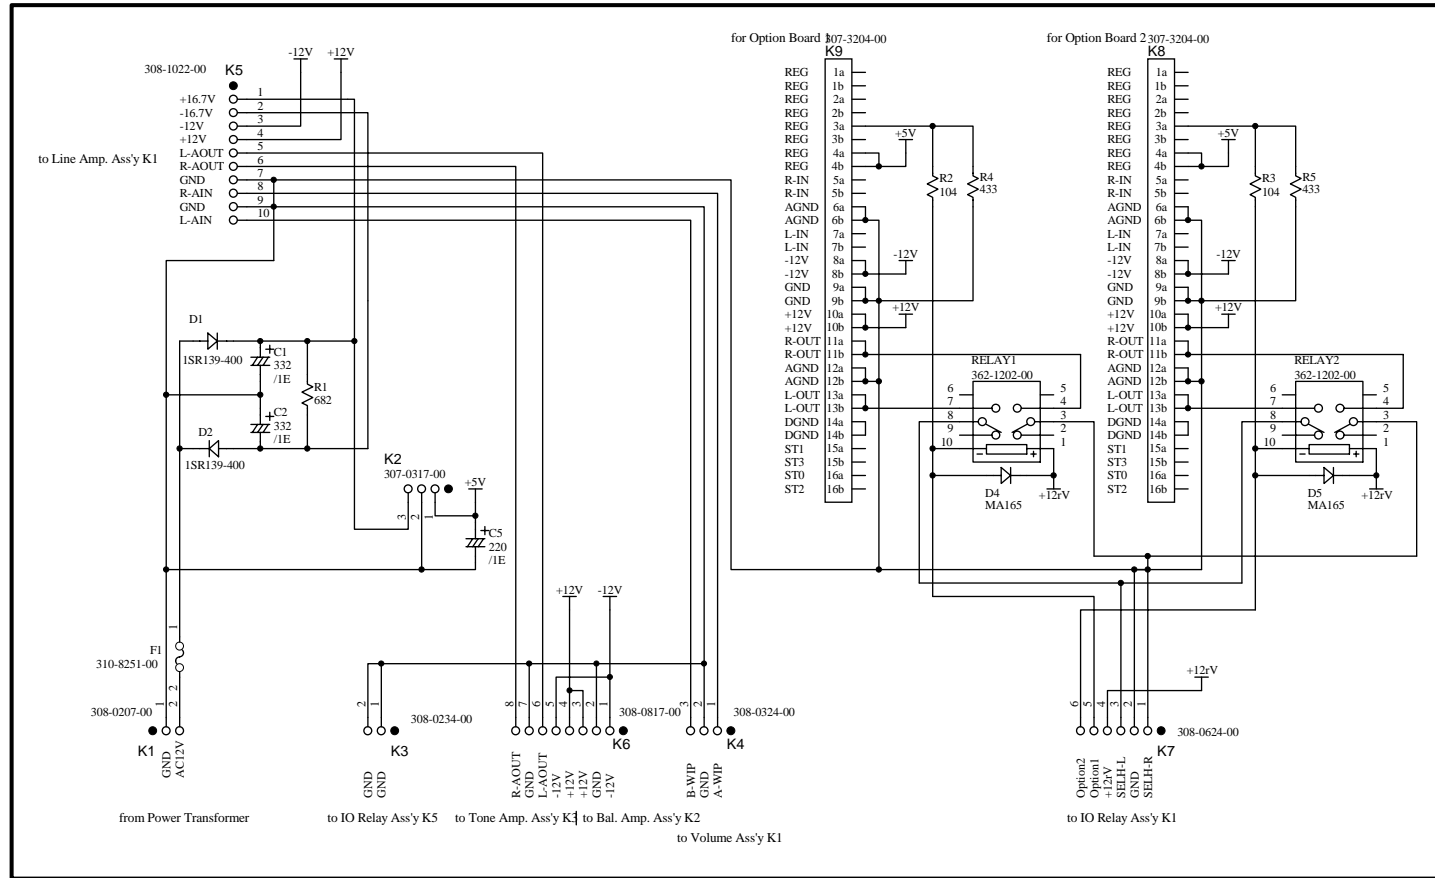 for Option Board 1 307-3204-00
K9
for Option Board 2 307-3204-00
K8
-12V +12V
308-1022-00 K5
+16.7V 1
-16.7V 2
-12V 3
+12V 4
L-AOUT 5
R-AOUT 6
GND 7
R-AIN 8
GND 9
L-AIN 10
to Line Amp. Ass'y K1
REG 1a
REG 1b
REG 2a
REG 2b
REG 3a
REG 3b
REG 4a
REG 4b
R-IN 5a
R-IN 5b
AGND 6a
AGND 6b
L-IN 7a
L-IN 7b
-12V 8a
-12V 8b
GND 9a
GND 9b
+12V 10a
+12V 10b
R-OUT 11a
R-OUT 11b
AGND 12a
AGND 12b
L-OUT 13a
L-OUT 13b
DGND 14a
DGND 14b
ST1 15a
ST3 15b
ST0 16a
ST2 16b
+5V
R2
104
R4
433
-12V
+12V
RELAY1
362-1202-00
6 5
7 4
8 3
9 2
10 1
- +
D4
MA165
+12rV
REG 1a
REG 1b
REG 2a
REG 2b
REG 3a
REG 3b
REG 4a
REG 4b
R-IN 5a
R-IN 5b
AGND 6a
AGND 6b
L-IN 7a
L-IN 7b
-12V 8a
-12V 8b
GND 9a
GND 9b
+12V 10a
+12V 10b
R-OUT 11a
R-OUT 11b
AGND 12a
AGND 12b
L-OUT 13a
L-OUT 13b
DGND 14a
DGND 14b
ST1 15a
ST3 15b
ST0 16a
ST2 16b
+5V
R3
104
R5
433
-12V
+12V
RELAY2
362-1202-00
6 5
7 4
8 3
9 2
10 1
- +
D5
MA165
+12rV
D1
1SR139-400
+
C1
332
/1E
R1
682
+
C2
332
/1E
D2
1SR139-400
K2
307-0317-00
3 2 1
+5V
+
C5
220
/1E
F1
310-8251-00
1
2
308-0207-00
1 2
K1
GND
AC12V
from Power Transformer
2 1
308-0234-00
K3
GND
GND
to IO Relay Ass'y K5
+12V -12V
8 7 6 5 4 3 2 1
308-0817-00
K6
R-AOUT
GND
L-AOUT
-12V
+12V
+12V
GND
-12V
to Tone Amp. Ass'y K3 to Bal. Amp. Ass'y K2
3 2 1
308-0324-00
K4
B-WIP
GND
A-WIP
to Volume Ass'y K1
+12rV
6 5 4 3 2 1
308-0624-00
K7
Option2
Option1
+12rV
SELH-L
GND
SELH-R
to IO Relay Ass'y K1